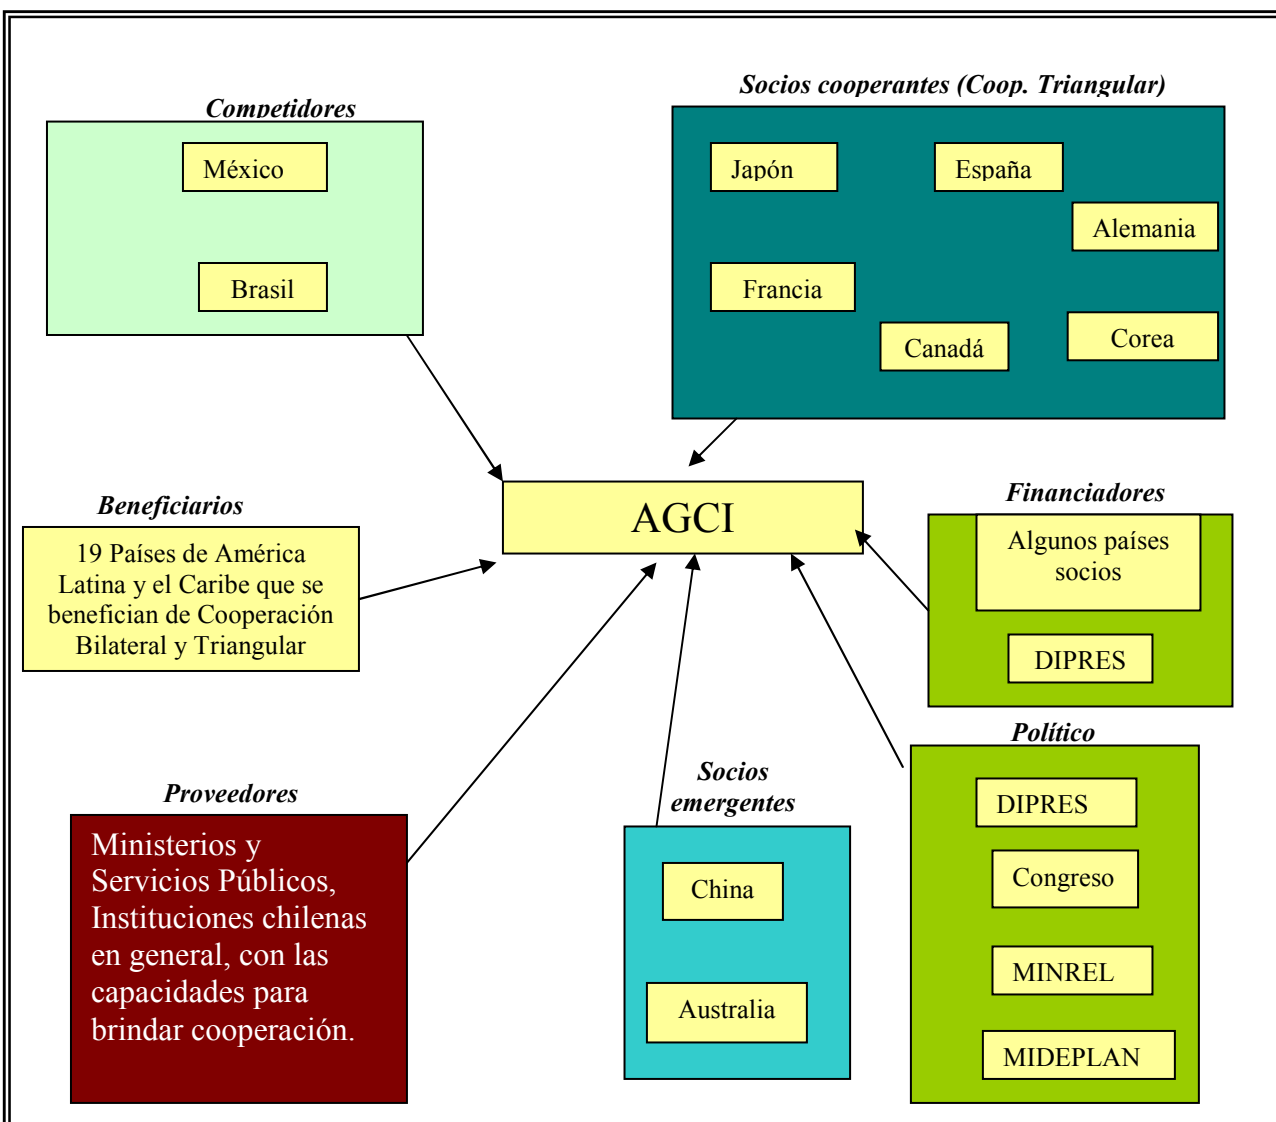 Competidores
México
Brasil
Socios cooperantes (Coop. Triangular)
Japón
España
Alemania
Francia
Canadá
Corea
AGCI
Beneficiarios
19 Países de América
Latina y el Caribe que se
benefician de Cooperación
Bilateral y Triangular
Financiadores
Algunos países
socios
DIPRES
Proveedores
Ministerios y
Servicios Públicos,
Instituciones chilenas
en general, con las
capacidades para
brindar cooperación.
Socios
emergentes
China
Australia
Político
DIPRES
Congreso
MINREL
MIDEPLAN